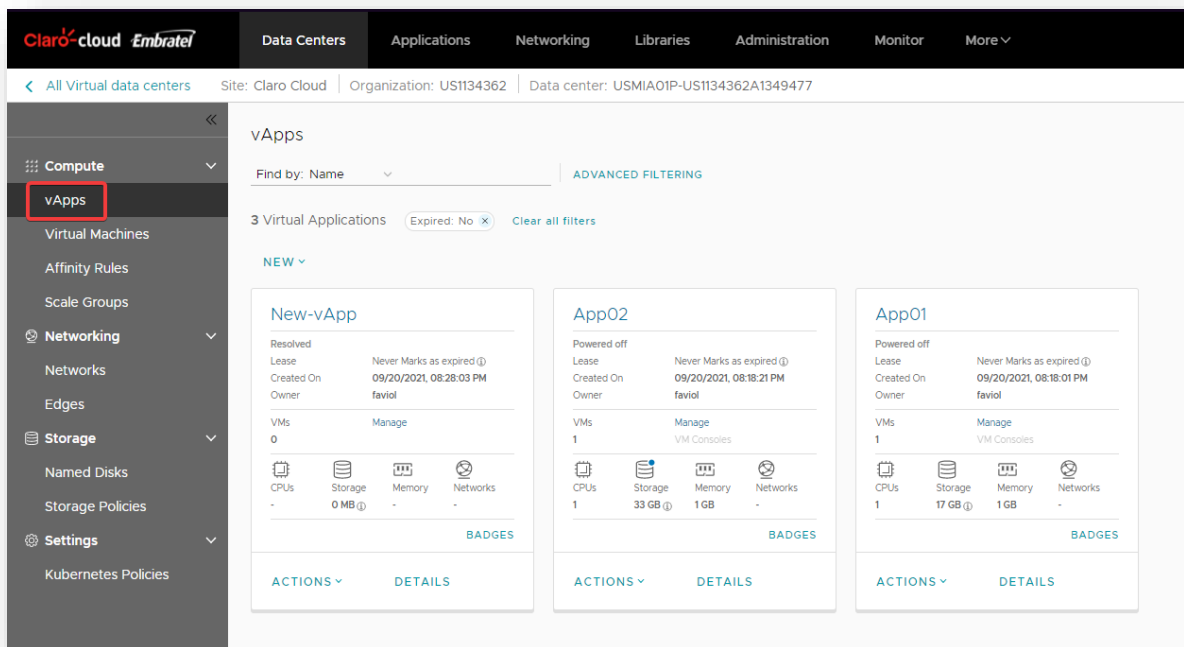 Claro-cloud Embratel Data Centers Applications Networking Libraries Administration Monitor More
All Virtual data centers Site: Claro Cloud Organization: US1134362 Data center: USMIA01P-US1134362A1349477
Compute
vApps
Virtual Machines
Affinity Rules
Scale Groups
Networking
Networks
Edges
Storage
Named Disks
Storage Policies
Settings
Kubernetes Policies
vApps
Find by: Name ADVANCED FILTERING
3 Virtual Applications Expired: No × Clear all filters
NEW
New-vApp
Resolved
Lease Never Marks as expired
Created On 09/20/2021, 08:28:03 PM
Owner faviol
VMs Manage
0
CPUs Storage Memory Networks
- 0 MB - -
BADGES
ACTIONS DETAILS
App02
Powered off
Lease Never Marks as expired
Created On 09/20/2021, 08:18:21 PM
Owner faviol
VMs Manage
1 VM Consoles
CPUs Storage Memory Networks
1 33 GB 1 GB -
BADGES
ACTIONS DETAILS
App01
Powered off
Lease Never Marks as expired
Created On 09/20/2021, 08:18:01 PM
Owner faviol
VMs Manage
1 VM Consoles
CPUs Storage Memory Networks
1 17 GB 1 GB -
BADGES
ACTIONS DETAILS